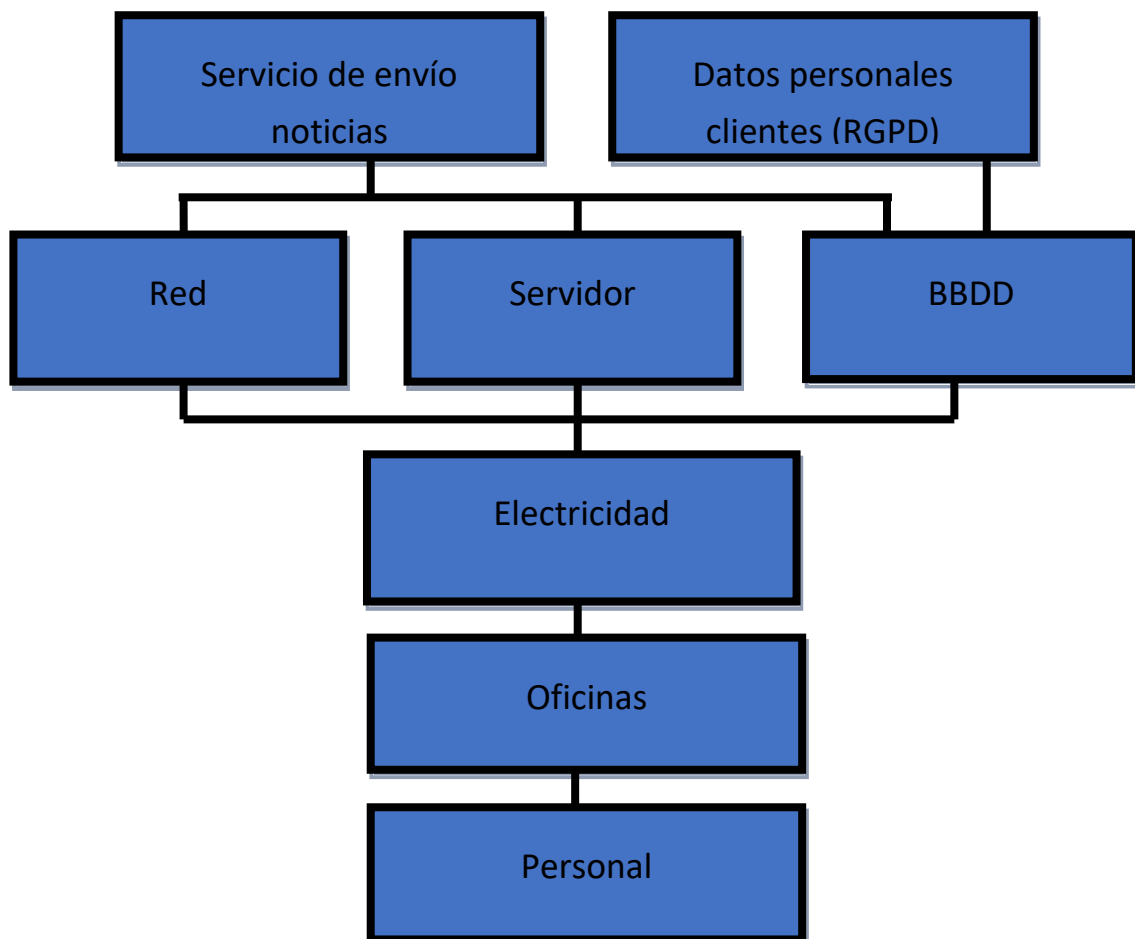 Servicio de envío
noticias
Datos personales
clientes (RGPD)
Red
Servidor
BBDD
Electricidad
Oficinas
Personal